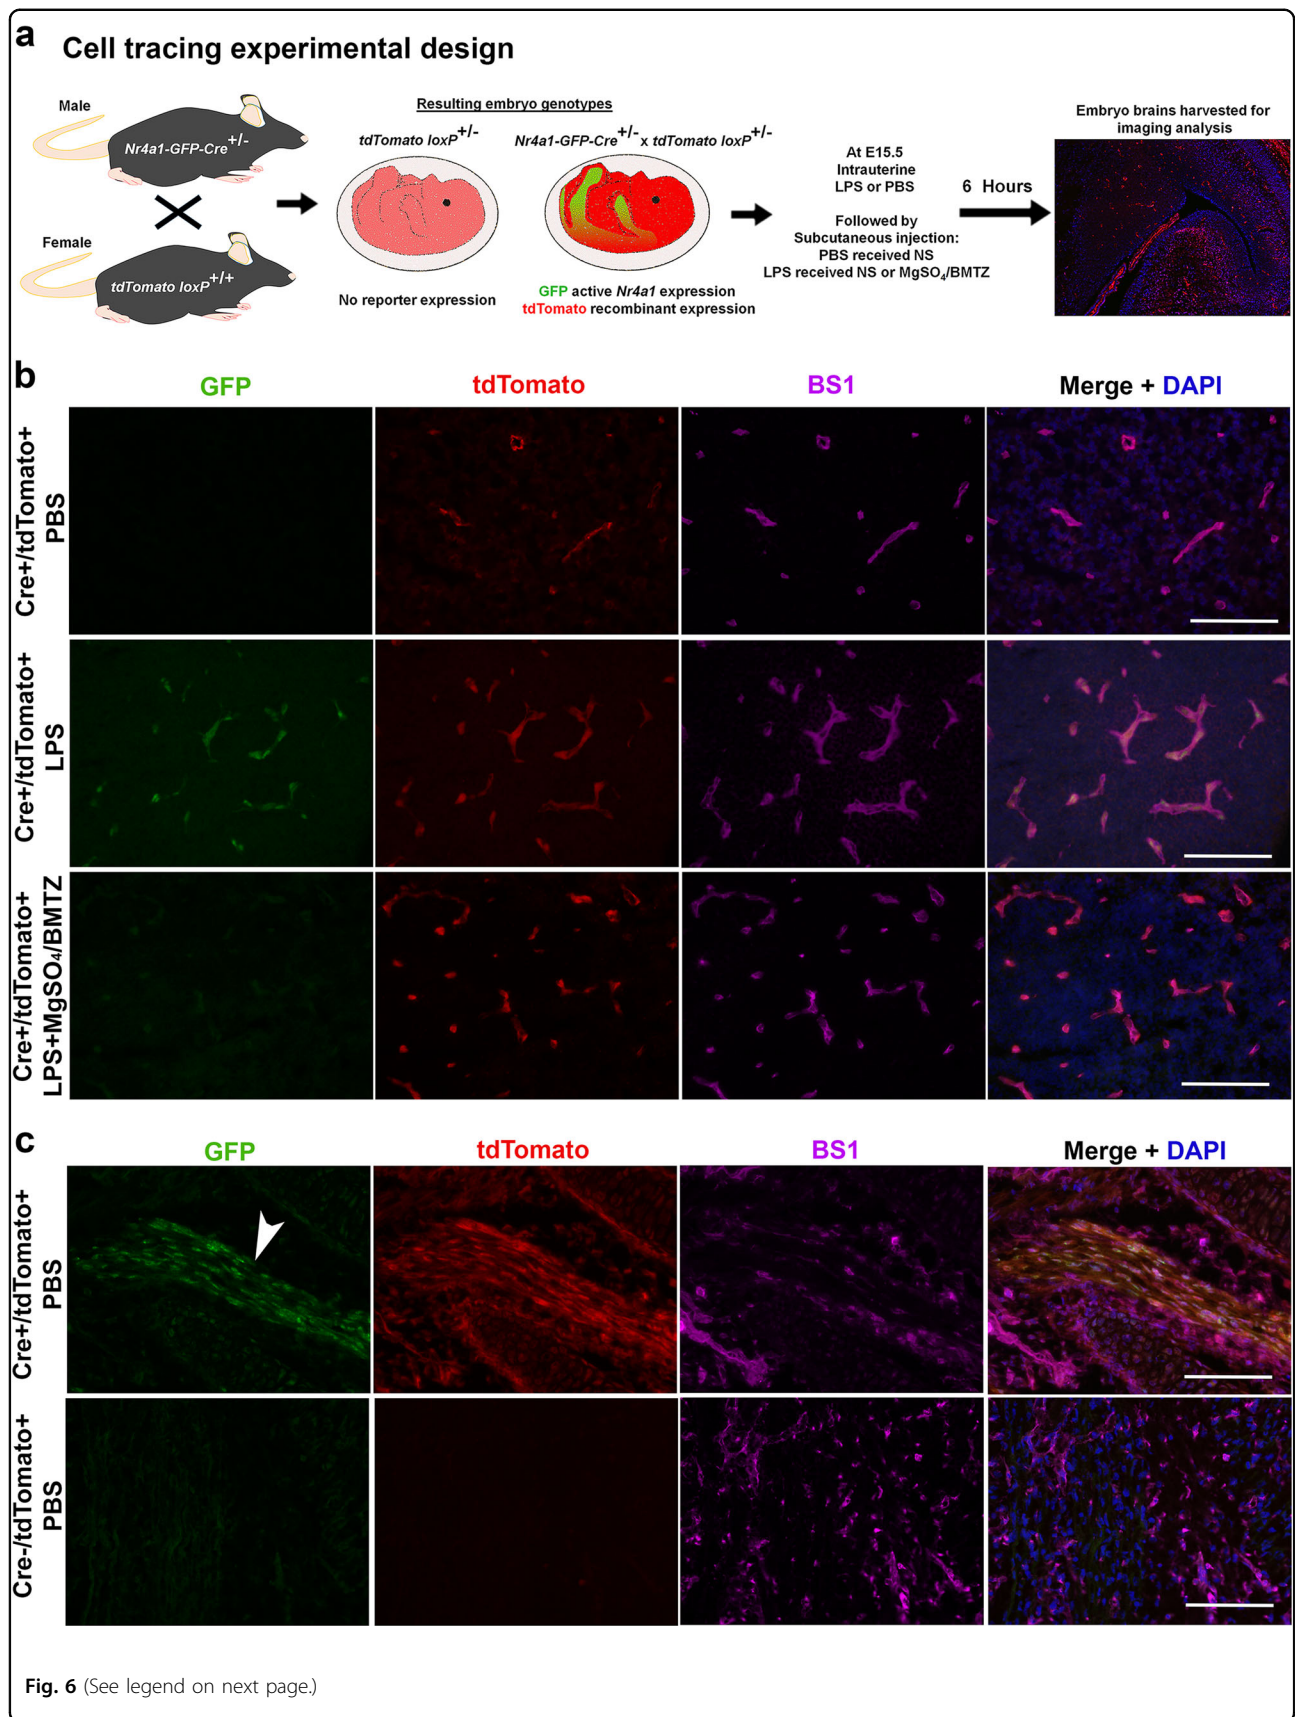 a
Cell tracing experimental design
Male
Nr4a1-GFP-Cre+/-
Female
tdTomato loxP+/+
Resulting embryo genotypes
tdTomato loxP+/-
Nr4a1-GFP-Cre+/- x tdTomato loxP+/-
No reporter expression
GFP active Nr4a1 expression
tdTomato recombinant expression
At E15.5
Intrauterine
LPS or PBS
Followed by
Subcutaneous injection:
PBS received NS
LPS received NS or MgSO₄/BMTZ
6 Hours
Embryo brains harvested for
imaging analysis
b
GFP
tdTomato
BS1
Merge + DAPI
Cre+/tdTomato+
PBS
Cre+/tdTomato+
LPS
Cre+/tdTomato+
LPS+MgSO₄/BMTZ
c
GFP
tdTomato
BS1
Merge + DAPI
Cre+/tdTomato+
PBS
Cre-/tdTomato+
PBS
Fig. 6 (See legend on next page.)